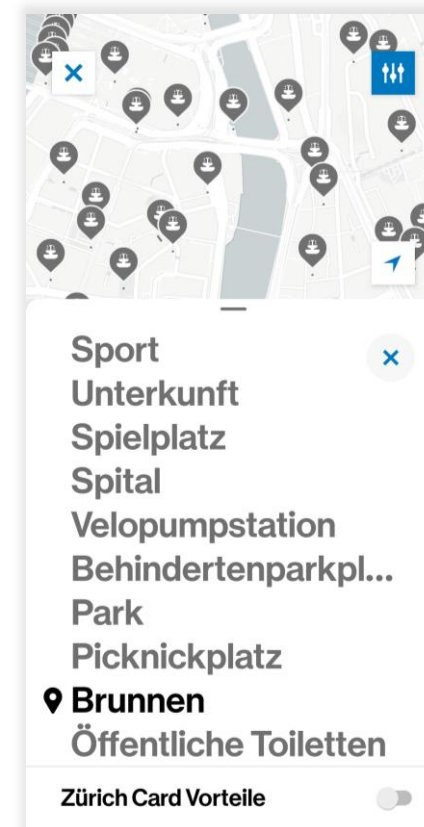 Sport
Unterkunft
Spielplatz
Spital
Velopumpstation
Behindertenparkpl...
Park
Picknickplatz
Brunnen
Öffentliche Toiletten
Zürich Card Vorteile